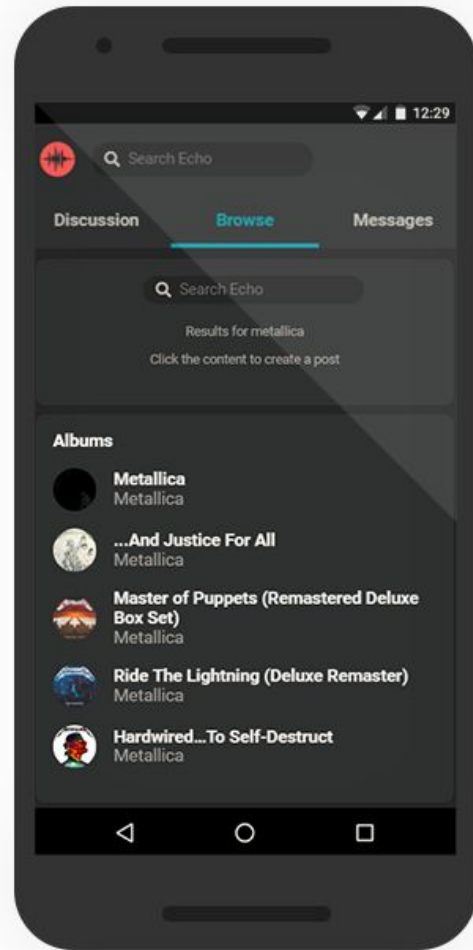 12:29
Search Echo
Discussion Browse Messages
Search Echo
Results for metallica
Click the content to create a post
Albums
Metallica
Metallica
...And Justice For All
Metallica
Master of Puppets (Remastered Deluxe
Box Set)
Metallica
Ride The Lightning (Deluxe Remaster)
Metallica
Hardwired...To Self-Destruct
Metallica